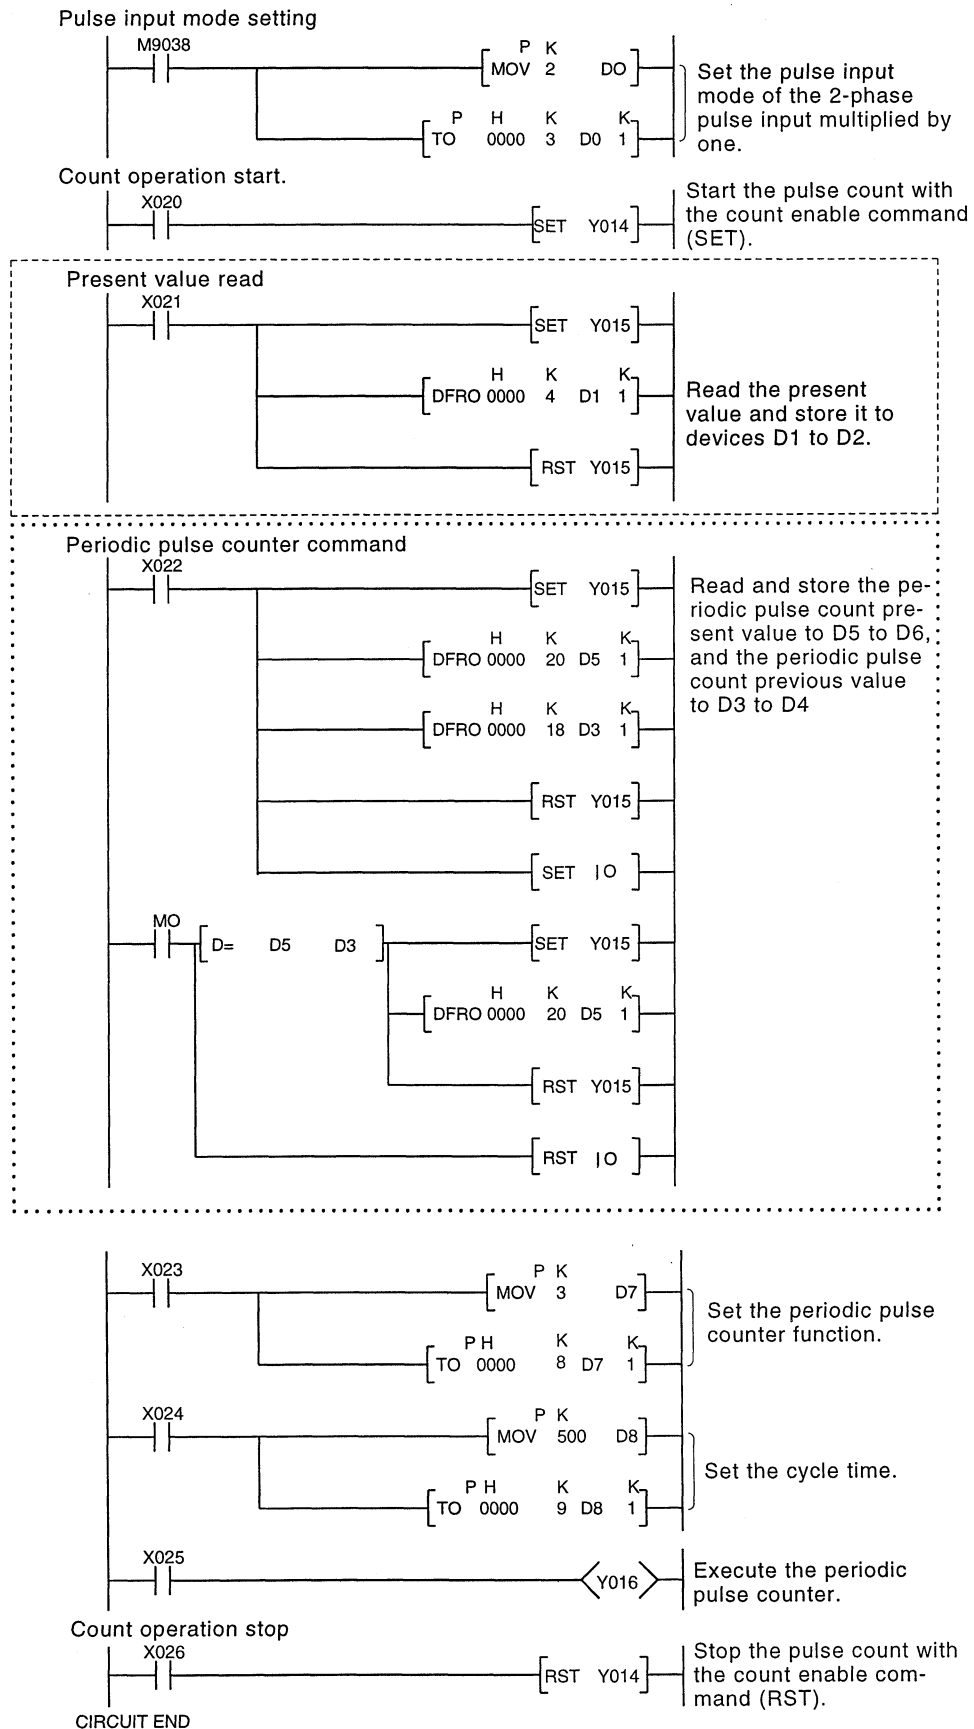 Pulse input mode setting
M9038
P K
MOV 2 DO
P H K K
TO 0000 3 D0 1
Set the pulse input
mode of the 2-phase
pulse input multiplied by
one.
Count operation start.
X020
SET Y014
Start the pulse count with
the count enable command
(SET).
Present value read
X021
SET Y015
H K K
DFRO 0000 4 D1 1
RST Y015
Read the present
value and store it to
devices D1 to D2.
Periodic pulse counter command
X022
SET Y015
H K K
DFRO 0000 20 D5 1
H K K
DFRO 0000 18 D3 1
RST Y015
SET IO
Read and store the pe-
riodic pulse count pre-
sent value to D5 to D6,
and the periodic pulse
count previous value
to D3 to D4
MO
D= D5 D3
SET Y015
H K K
DFRO 0000 20 D5 1
RST Y015
RST IO
X023
P K
MOV 3 D7
P H K K
TO 0000 8 D7 1
Set the periodic pulse
counter function.
X024
P K
MOV 500 D8
P H K K
TO 0000 9 D8 1
Set the cycle time.
X025
Y016
Execute the periodic
pulse counter.
Count operation stop
X026
RST Y014
Stop the pulse count with
the count enable com-
mand (RST).
CIRCUIT END